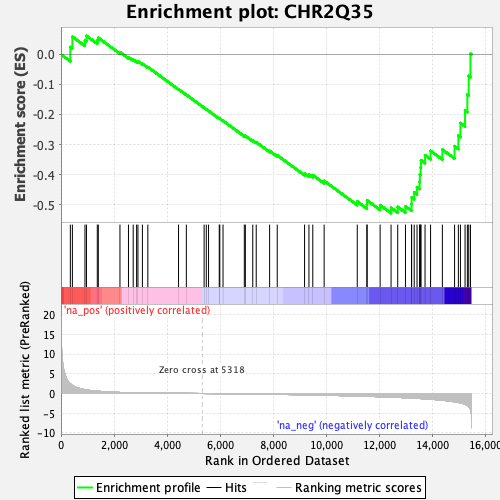 Enrichment plot: CHR2Q35
Enrichment score (ES)
0.0
-0.1
-0.2
-0.3
-0.4
-0.5
'na_pos' (positively correlated)
Ranked list metric (PreRanked)
20
15
10
5
0
-5
-10
Zero cross at 5318
'na_neg' (negatively correlated)
0
2,000
4,000
6,000
8,000
10,000
12,000
14,000
16,000
Rank in Ordered Dataset
Enrichment profile
Hits
Ranking metric scores